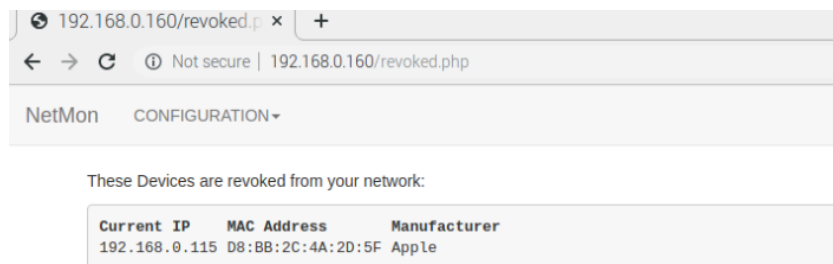 192.168.0.160/revoked.p
Not secure | 192.168.0.160/revoked.php
NetMon CONFIGURATION
These Devices are revoked from your network:
Current IP MAC Address Manufacturer
192.168.0.115 D8:BB:2C:4A:2D:5F Apple